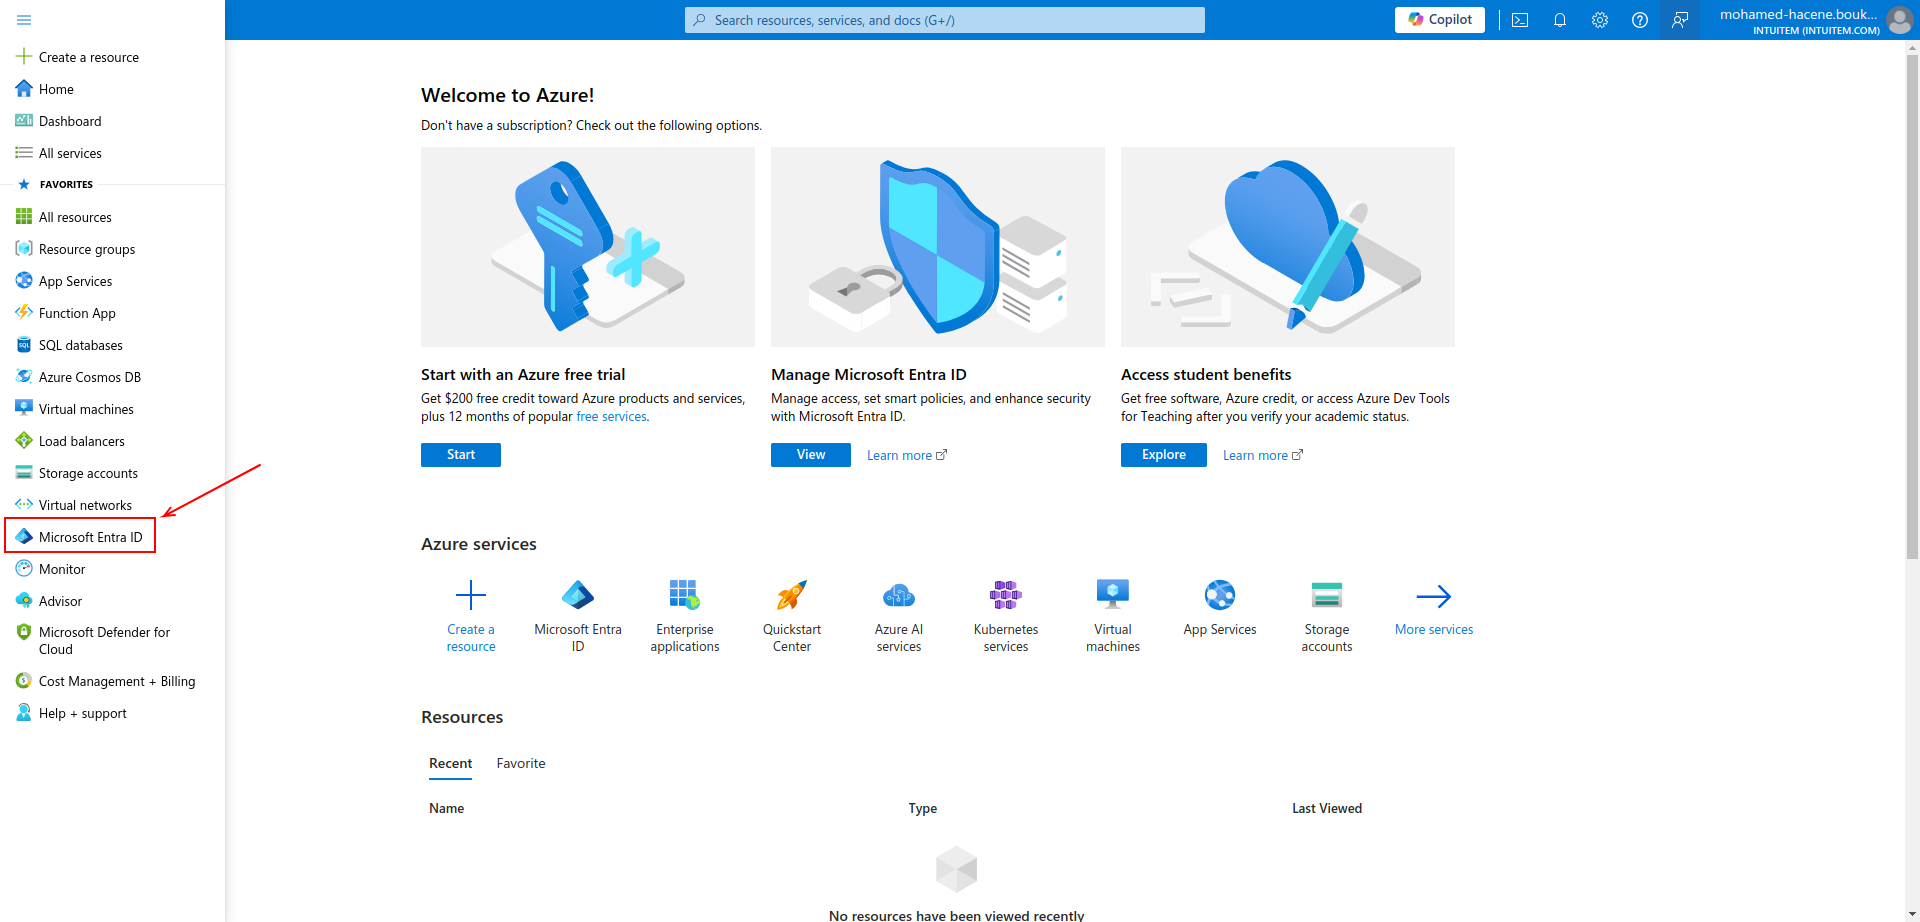 Search resources, services, and docs (G+/)
Copilot
mohamed-hacene.bouk...
INTUITEM (INTUITEM.COM)
Create a resource
Home
Dashboard
All services
FAVORITES
All resources
Resource groups
App Services
Function App
SQL databases
Azure Cosmos DB
Virtual machines
Load balancers
Storage accounts
Virtual networks
Microsoft Entra ID
Monitor
Advisor
Microsoft Defender for
Cloud
Cost Management + Billing
Help + support
Welcome to Azure!
Don't have a subscription? Check out the following options.
Start with an Azure free trial
Get $200 free credit toward Azure products and services,
plus 12 months of popular free services.
Start
Manage Microsoft Entra ID
Manage access, set smart policies, and enhance security
with Microsoft Entra ID.
View
Learn more
Access student benefits
Get free software, Azure credit, or access Azure Dev Tools
for Teaching after you verify your academic status.
Explore
Learn more
Azure services
Create a
resource
Microsoft Entra
ID
Enterprise
applications
Quickstart
Center
Azure AI
services
Kubernetes
services
Virtual
machines
App Services
Storage
accounts
More services
Resources
Recent
Favorite
Name
Type
Last Viewed
No resources have been viewed recently